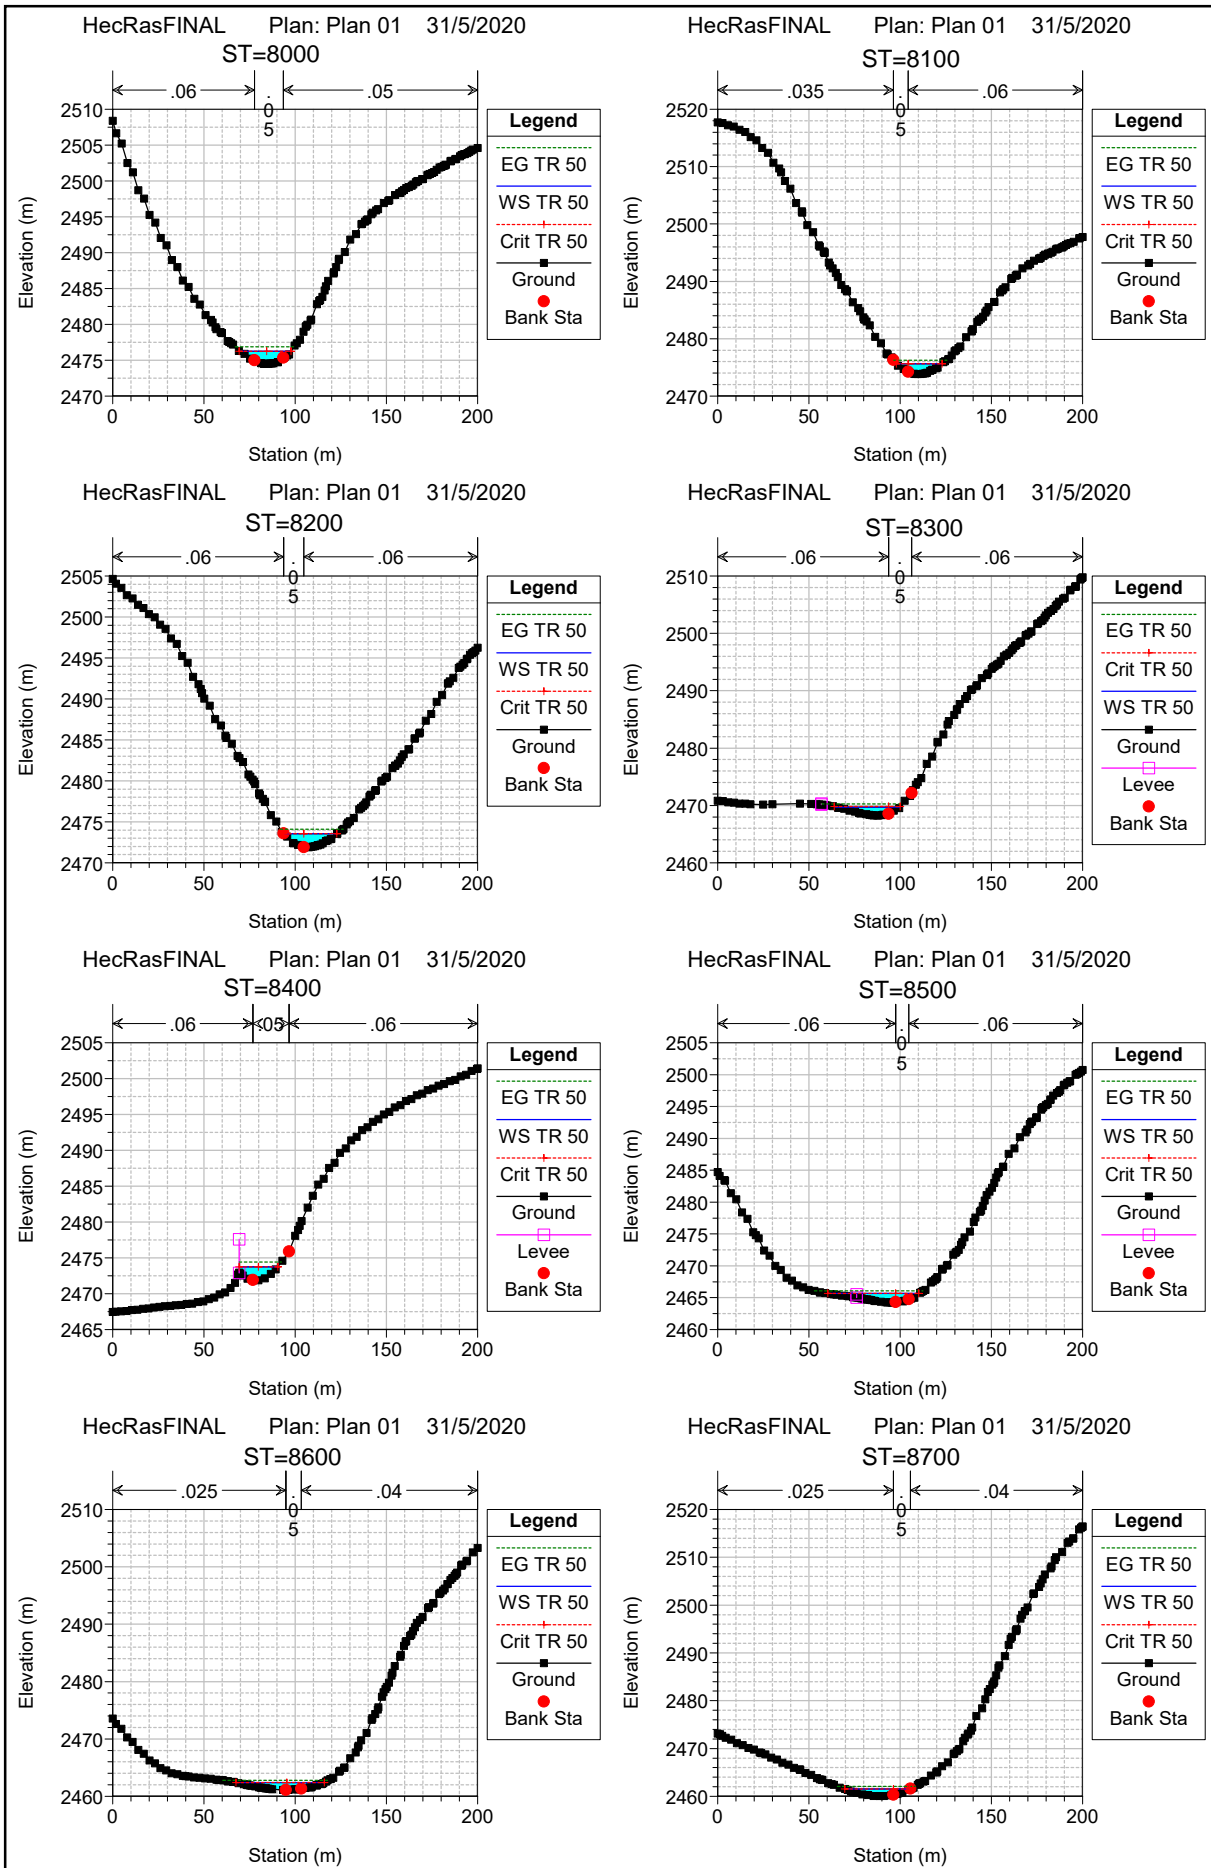 HecRasFINAL Plan: Plan 01 31/5/2020
ST=8000
.06 .05 .05
Legend
EG TR 50
WS TR 50
Crit TR 50
Ground
Bank Sta
Elevation (m)
2510
2505
2500
2495
2490
2485
2480
2475
2470
0 50 100 150 200
Station (m)
HecRasFINAL Plan: Plan 01 31/5/2020
ST=8100
.035 .05 .06
Legend
EG TR 50
WS TR 50
Crit TR 50
Ground
Bank Sta
Elevation (m)
2520
2510
2500
2490
2480
2470
0 50 100 150 200
Station (m)
HecRasFINAL Plan: Plan 01 31/5/2020
ST=8200
.06 .05 .06
Legend
EG TR 50
WS TR 50
Crit TR 50
Ground
Bank Sta
Elevation (m)
2505
2500
2495
2490
2485
2480
2475
2470
0 50 100 150 200
Station (m)
HecRasFINAL Plan: Plan 01 31/5/2020
ST=8300
.06 .05 .06
Legend
EG TR 50
Crit TR 50
WS TR 50
Ground
Levee
Bank Sta
Elevation (m)
2510
2500
2490
2480
2470
2460
0 50 100 150 200
Station (m)
HecRasFINAL Plan: Plan 01 31/5/2020
ST=8400
.06 .05 .06
Legend
EG TR 50
WS TR 50
Crit TR 50
Ground
Levee
Bank Sta
Elevation (m)
2505
2500
2495
2490
2485
2480
2475
2470
2465
0 50 100 150 200
Station (m)
HecRasFINAL Plan: Plan 01 31/5/2020
ST=8500
.06 .05 .06
Legend
EG TR 50
WS TR 50
Crit TR 50
Ground
Levee
Bank Sta
Elevation (m)
2505
2500
2495
2490
2485
2480
2475
2470
2465
2460
0 50 100 150 200
Station (m)
HecRasFINAL Plan: Plan 01 31/5/2020
ST=8600
.025 .05 .04
Legend
EG TR 50
WS TR 50
Crit TR 50
Ground
Bank Sta
Elevation (m)
2510
2500
2490
2480
2470
2460
0 50 100 150 200
Station (m)
HecRasFINAL Plan: Plan 01 31/5/2020
ST=8700
.025 .05 .04
Legend
EG TR 50
WS TR 50
Crit TR 50
Ground
Bank Sta
Elevation (m)
2520
2510
2500
2490
2480
2470
2460
0 50 100 150 200
Station (m)